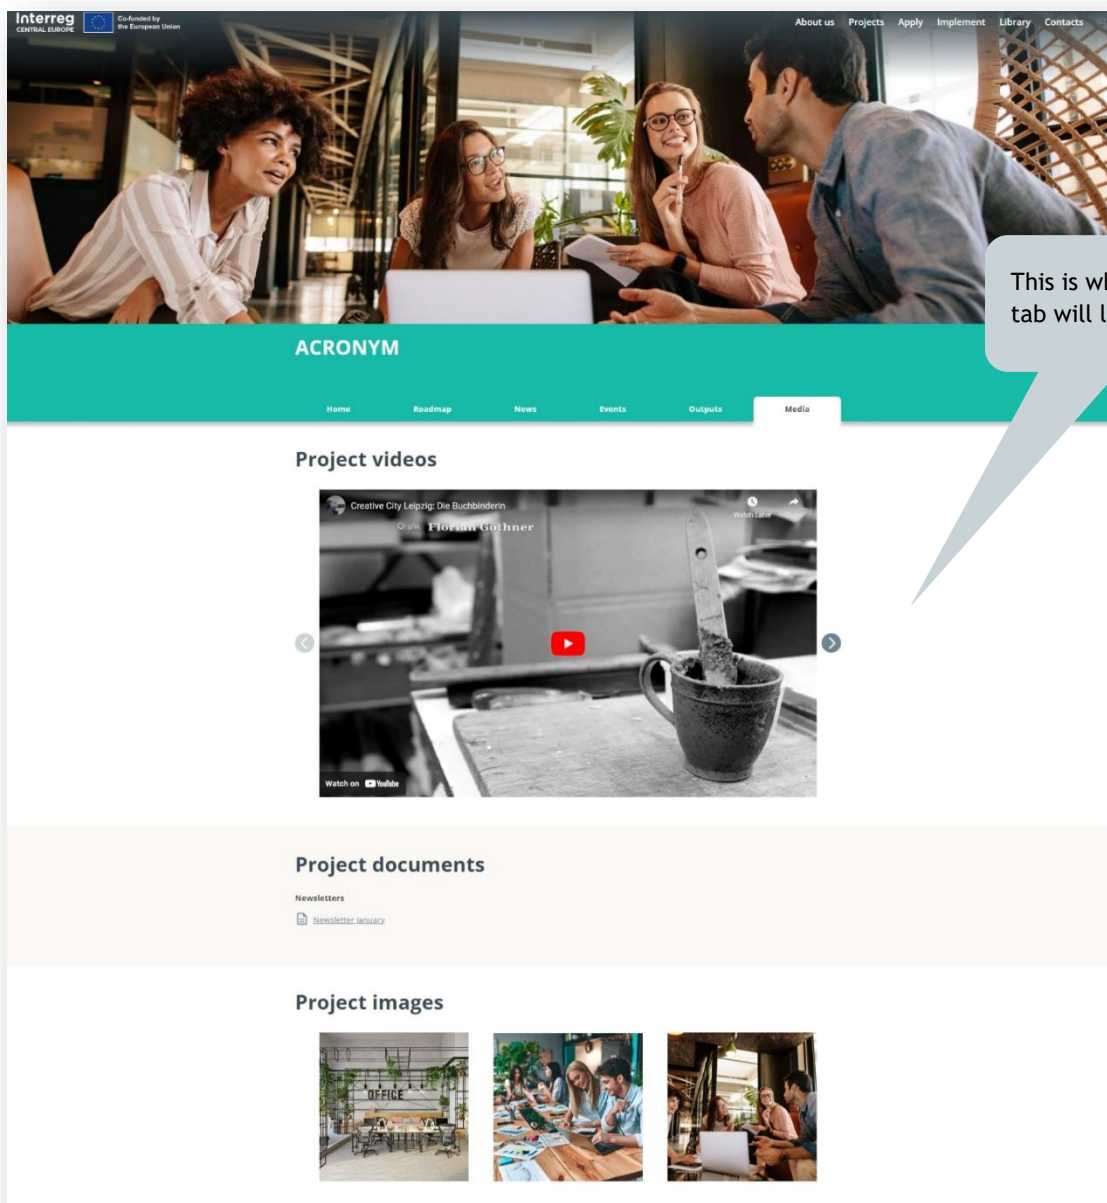 Interreg
CENTRAL EUROPE
Co-funded by
the European Union
About us Projects Apply Implement Library Contacts
This is
tab will
ACRONYM
Home Roadmap News Events Outputs Media
Project videos
Creative City Leipzig: Die Buchbinderin
Watch Later
Florian Göthner
Watch on YouTube
Project documents
Newsletters
Newsletter January
Project images
OFFICE